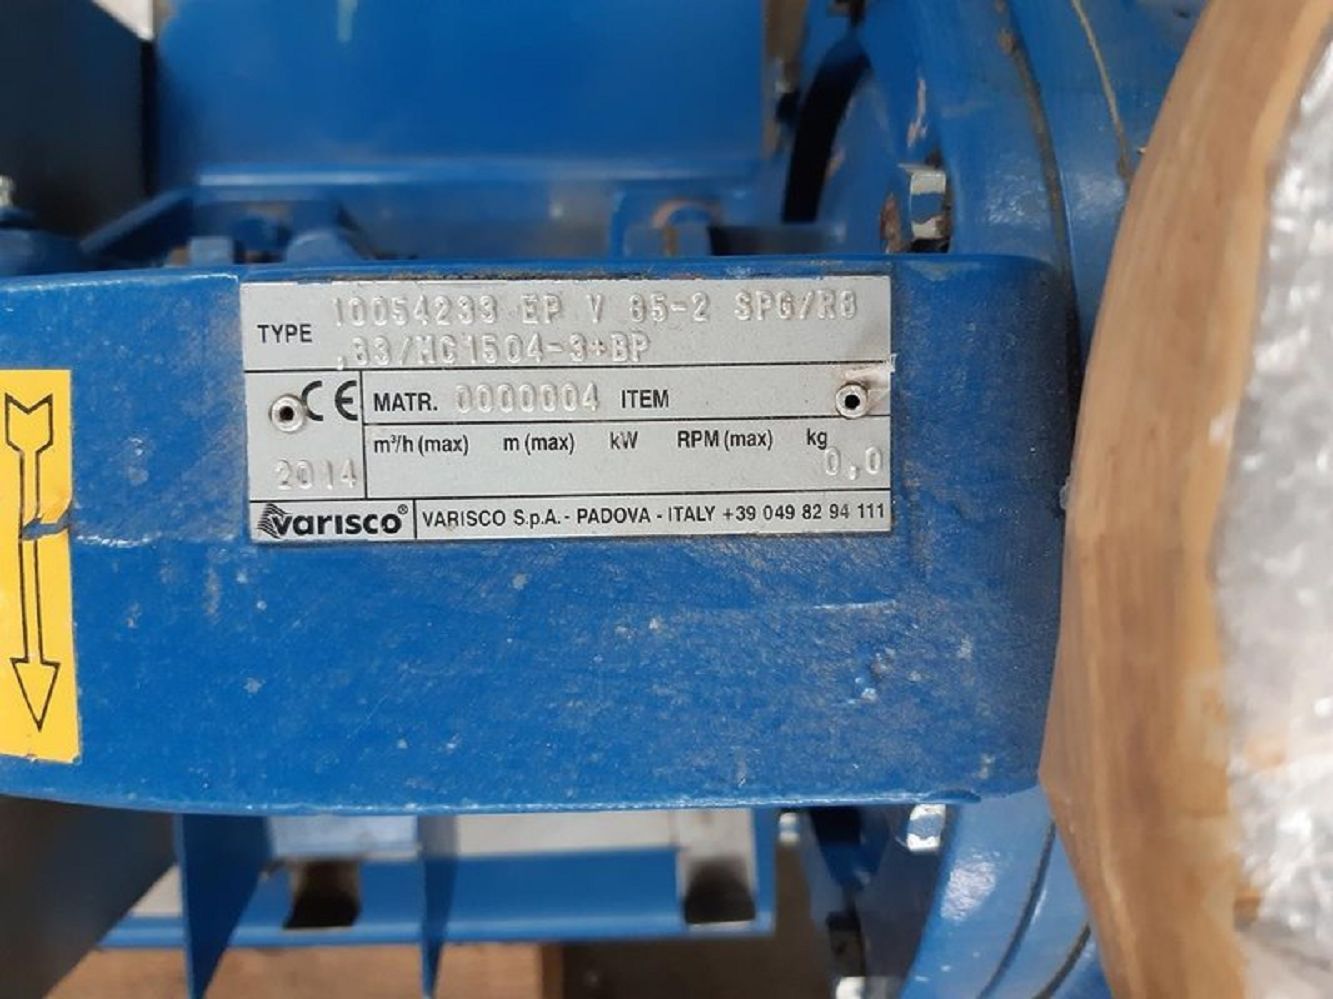 TYPE 10054233 EP V 85-2 SPG/R8
.33/MC1504-3+BP
CE MATR. 0000004 ITEM
m³/h (max) m (max) kW RPM (max) kg
2014 0,0
varisco® VARISCO S.p.A. - PADOVA - ITALY +39 049 82 94 111